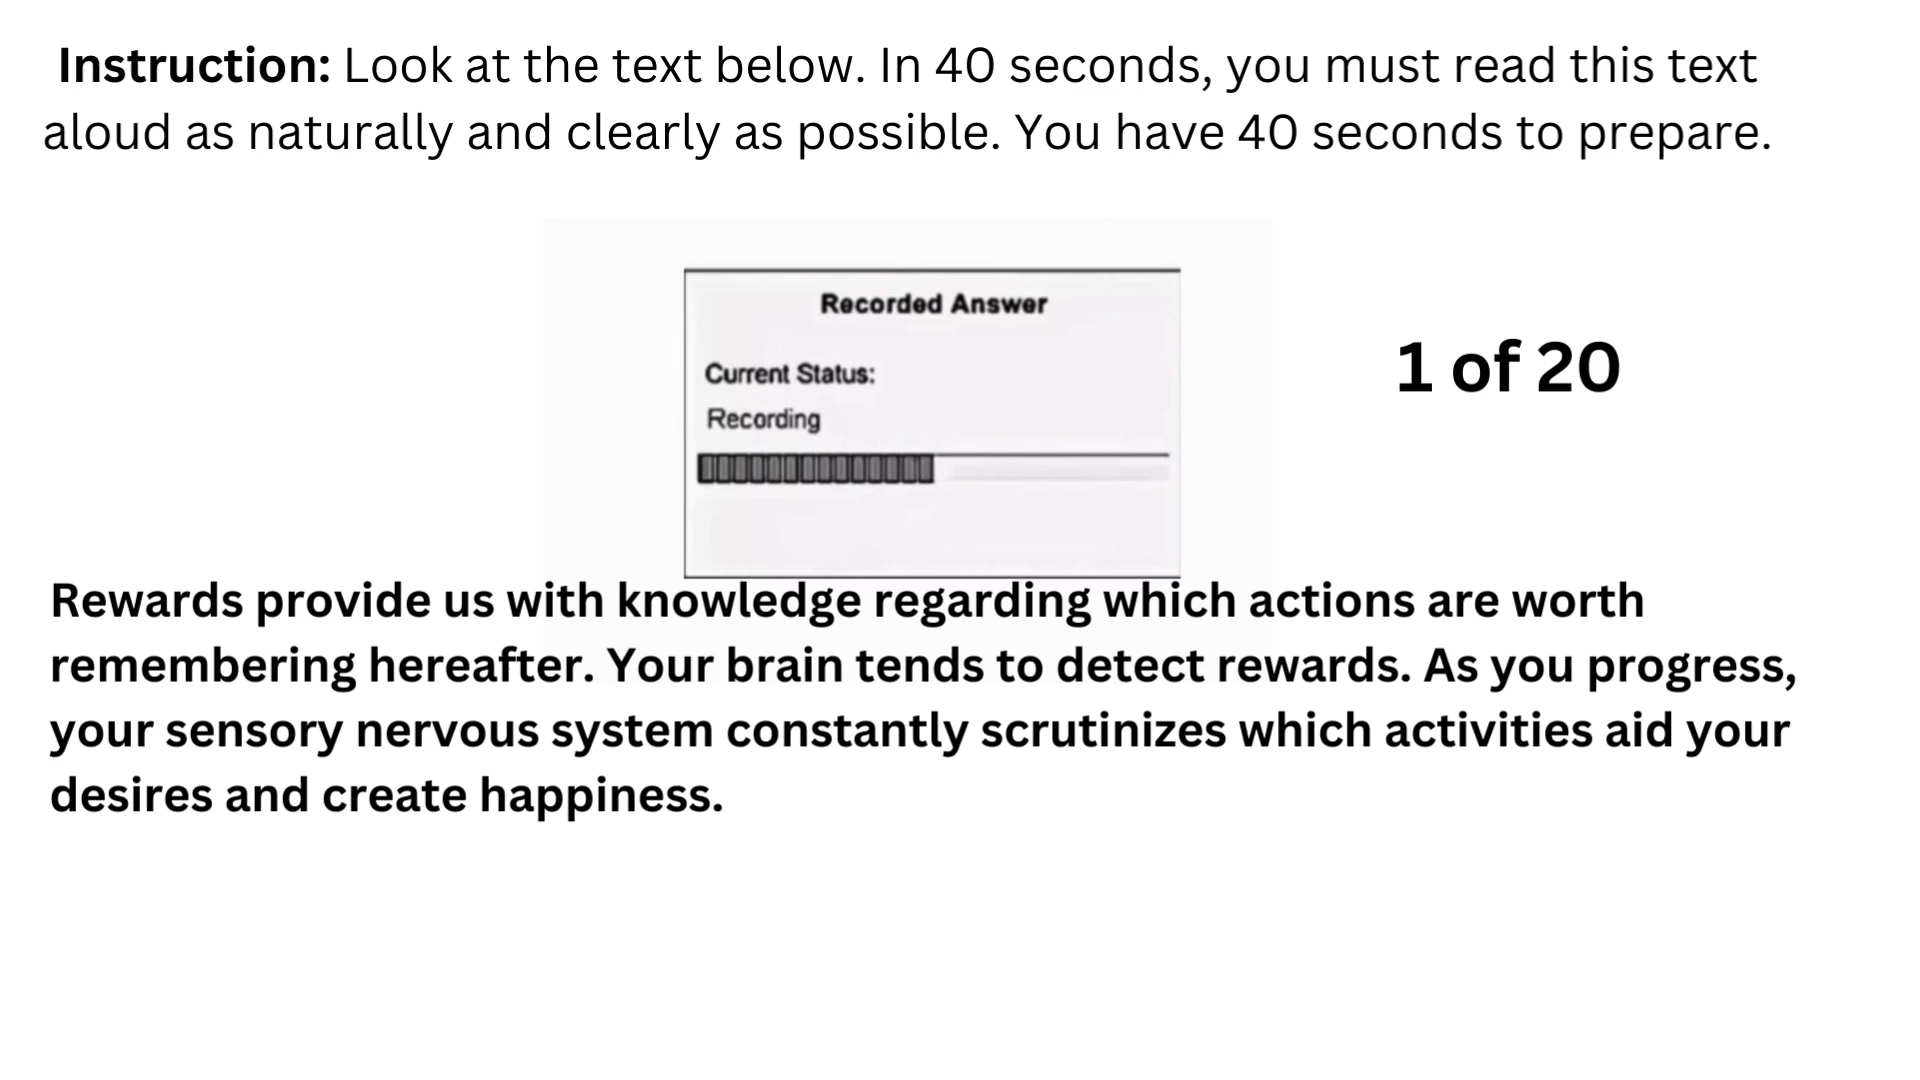 Instruction: Look at the text below. In 40 seconds, you must read this text
aloud as naturally and clearly as possible. You have 40 seconds to prepare.
Recorded Answer
Current Status:
Recording
1 of 20
Rewards provide us with knowledge regarding which actions are worth
remembering hereafter. Your brain tends to detect rewards. As you progress,
your sensory nervous system constantly scrutinizes which activities aid your
desires and create happiness.